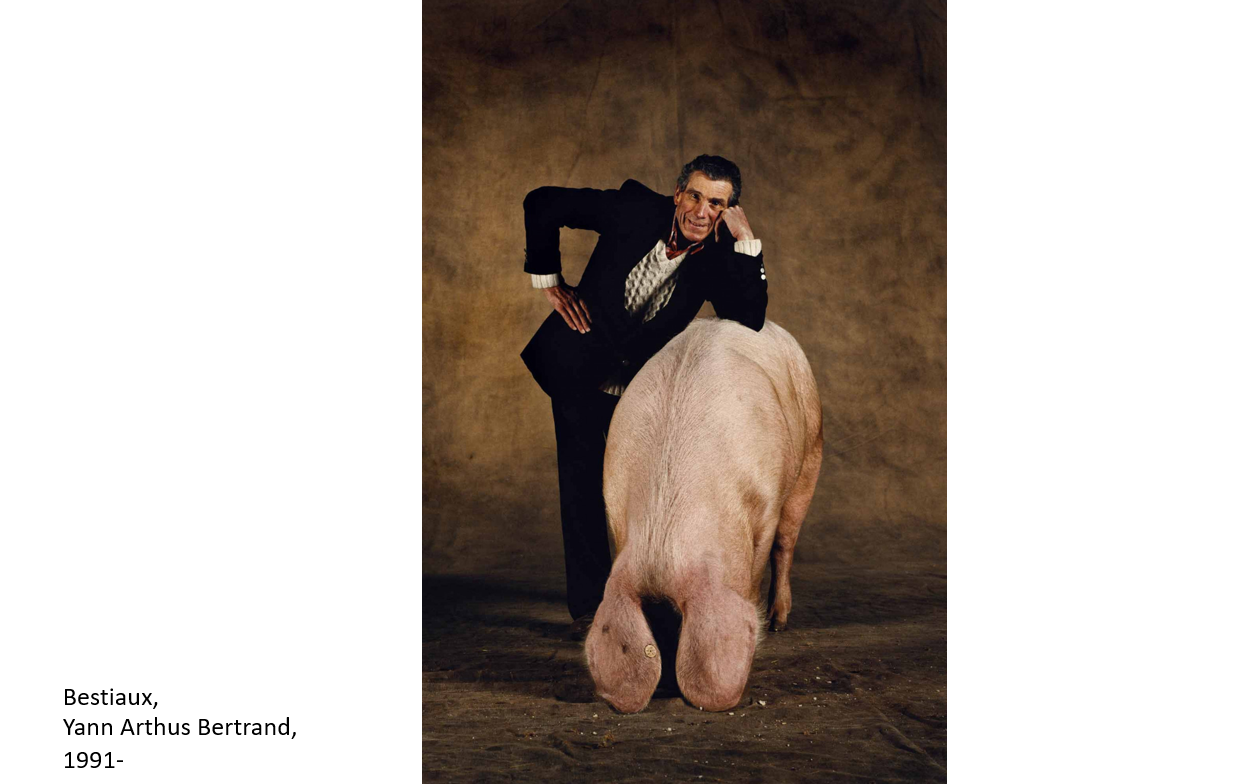 Bestiaux,
Yann Arthus Bertrand,
1991-